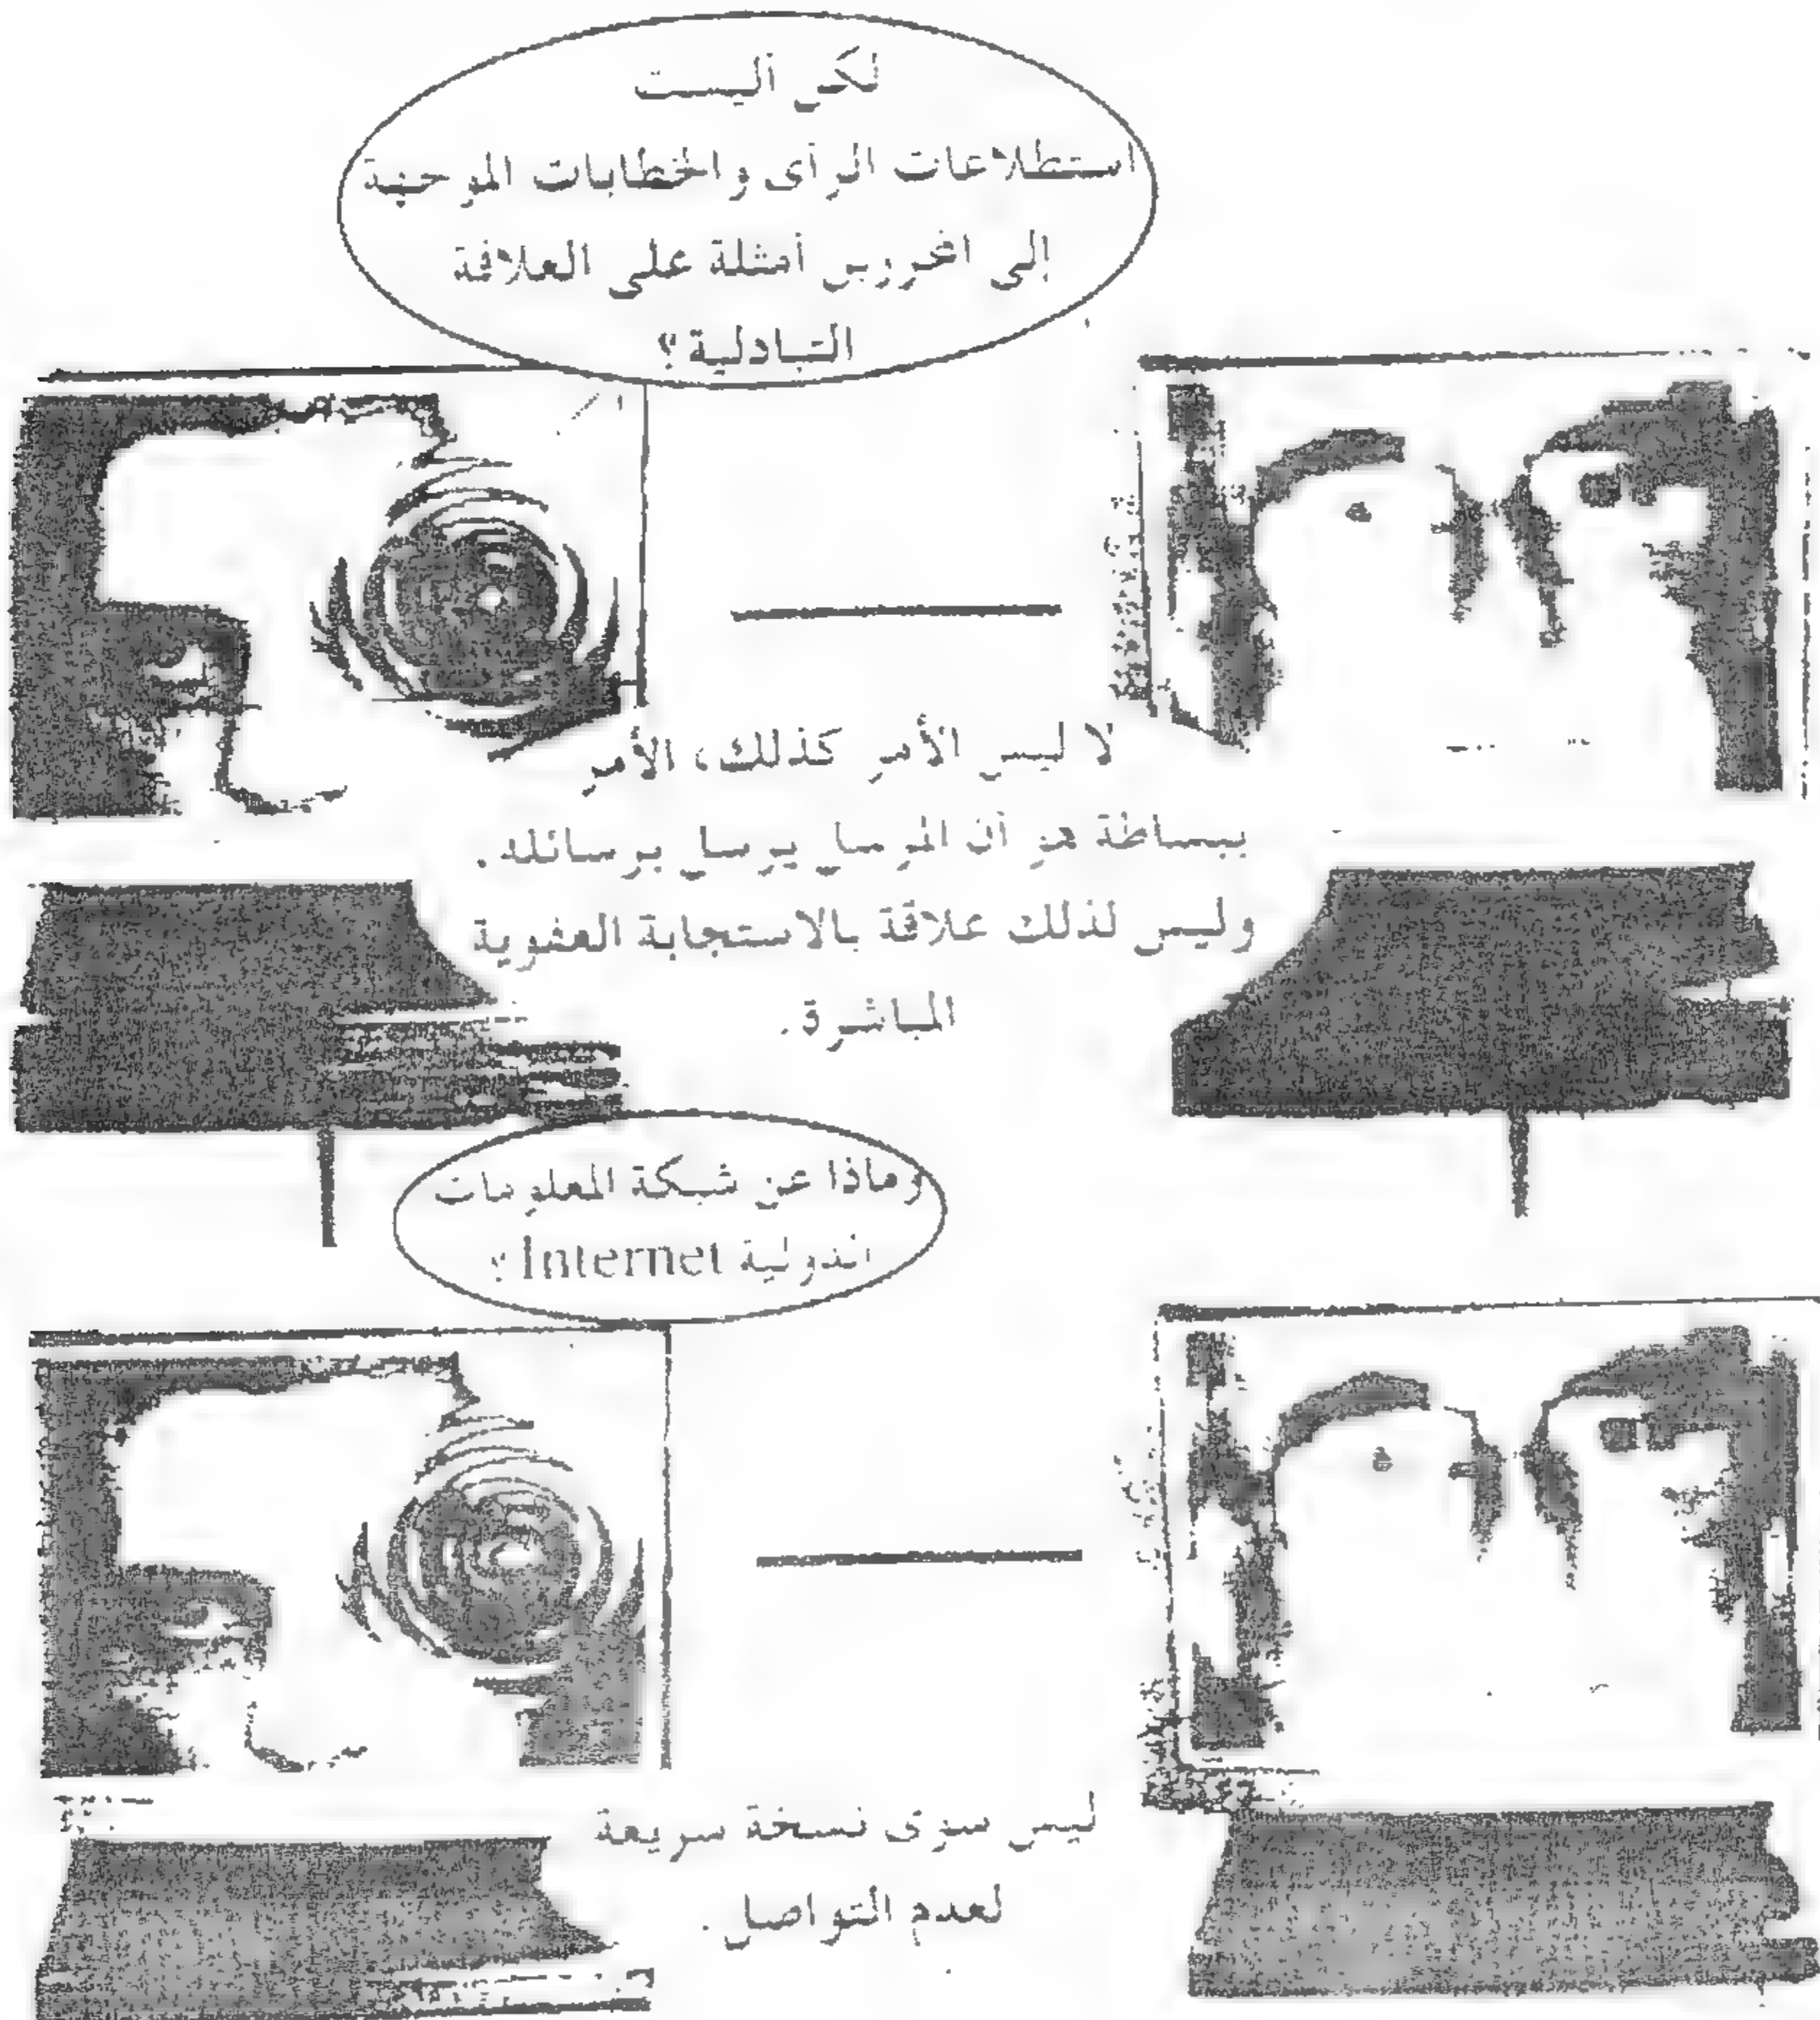 لكن أليست
استطلاعات الرأى والخطابات الموجهة
إلى المحررين أمثلة على العلاقة
التبادلية؟
لا ليس الأمر كذلك، الأمر
ببساطة هو أن المرسل يرسل برسائله.
وليس لذلك علاقة بالاستجابة العفوية
المباشرة.
وماذا عن شبكة المعلومات
الدولية Internet؟
ليس سوى نسخة سريعة
لعدم التواصل.